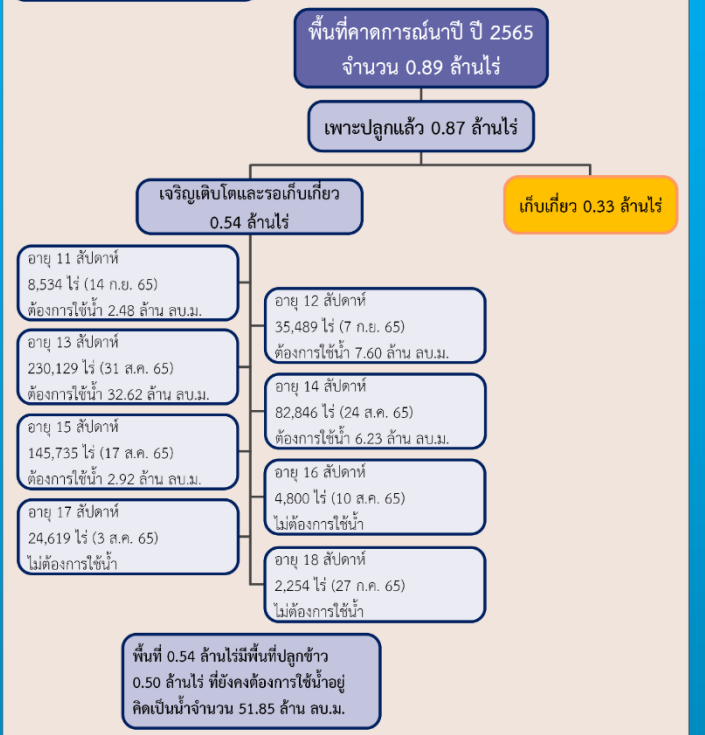 พื้นที่คาดการณ์นาปี ปี 2565
จำนวน 0.89 ล้านไร่
เพาะปลูกแล้ว 0.87 ล้านไร่
เจริญเติบโตและรอเก็บเกี่ยว
0.54 ล้านไร่
เก็บเกี่ยว 0.33 ล้านไร่
อายุ 11 สัปดาห์
8,534 ไร่ (14 ก.ย. 65)
ต้องการใช้น้ำ 2.48 ล้าน ลบ.ม.
อายุ 12 สัปดาห์
35,489 ไร่ (7 ก.ย. 65)
ต้องการใช้น้ำ 7.60 ล้าน ลบ.ม.
อายุ 13 สัปดาห์
230,129 ไร่ (31 ส.ค. 65)
ต้องการใช้น้ำ 32.62 ล้าน ลบ.ม.
อายุ 14 สัปดาห์
82,846 ไร่ (24 ส.ค. 65)
ต้องการใช้น้ำ 6.23 ล้าน ลบ.ม.
อายุ 15 สัปดาห์
145,735 ไร่ (17 ส.ค. 65)
ต้องการใช้น้ำ 2.92 ล้าน ลบ.ม.
อายุ 16 สัปดาห์
4,800 ไร่ (10 ส.ค. 65)
ไม่ต้องการใช้น้ำ
อายุ 17 สัปดาห์
24,619 ไร่ (3 ส.ค. 65)
ไม่ต้องการใช้น้ำ
อายุ 18 สัปดาห์
2,254 ไร่ (27 ก.ค. 65)
ไม่ต้องการใช้น้ำ
พื้นที่ 0.54 ล้านไร่มีพื้นที่ปลูกข้าว
0.50 ล้านไร่ ที่ยังคงต้องการใช้น้ำอยู่
คิดเป็นน้ำจำนวน 51.85 ล้าน ลบ.ม.